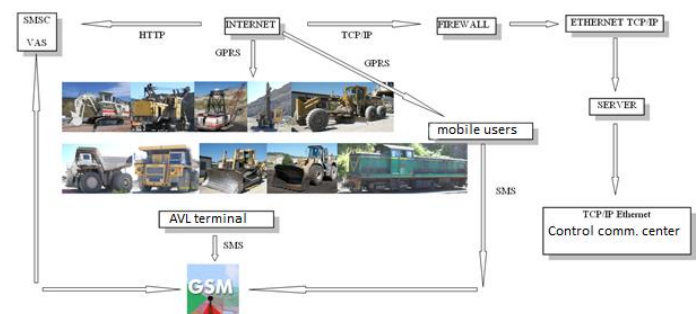 SMSC
VAS
HTTP
INTERNET
TCP/IP
FIREWALL
ETHERNET TCP/IP
GPRS
GPRS
SERVER
mobile users
SMS
AVL terminal
SMS
TCP/IP Ethernet
Control comm. center
GSM